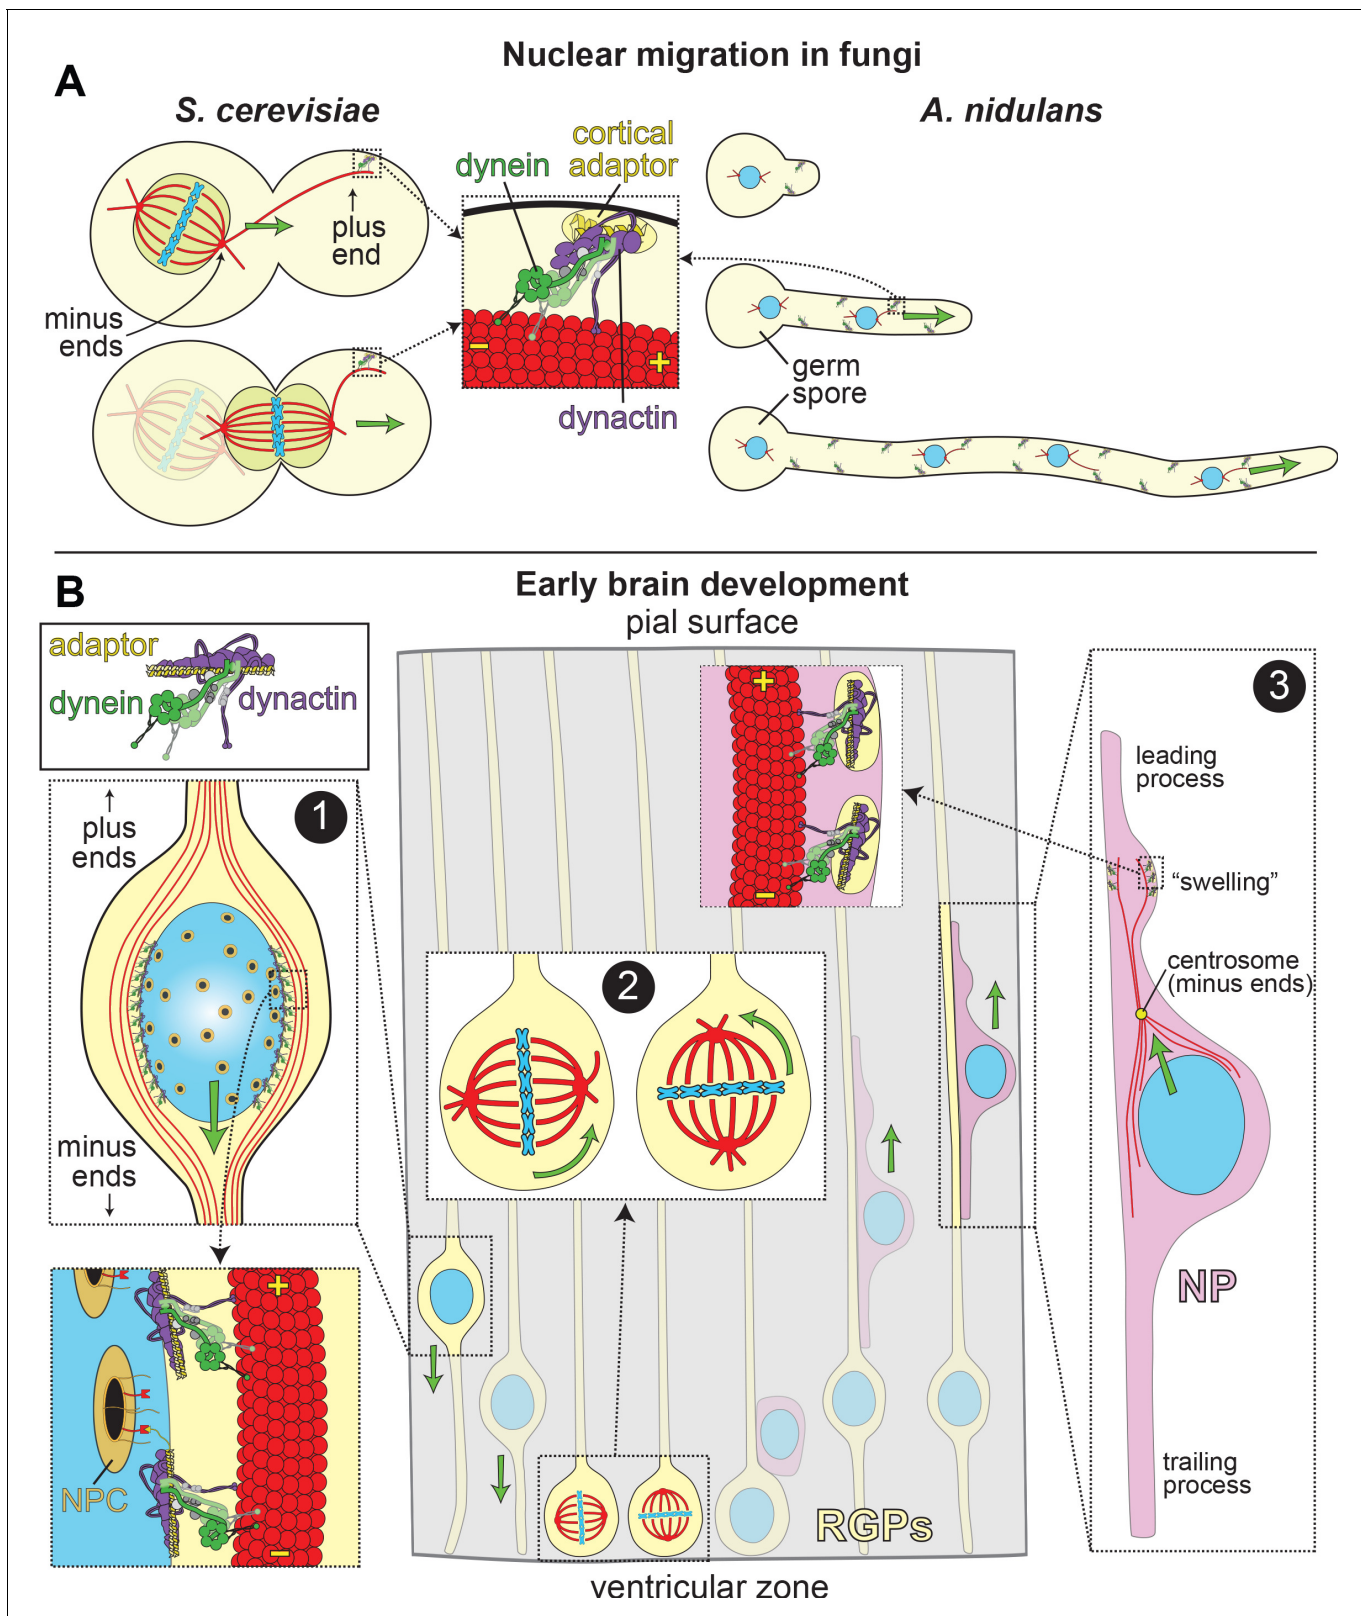 Nuclear migration in fungi
A
S. cerevisiae
A. nidulans
cortical
adaptor
dynein
plus
end
minus
ends
−
+
dynactin
germ
spore
B
Early brain development
pial surface
adaptor
dynein
dynactin
1
plus
ends
minus
ends
+
NPC
−
+
−
2
RGPs
ventricular zone
3
leading
process
“swelling”
centrosome
(minus ends)
NP
trailing
process